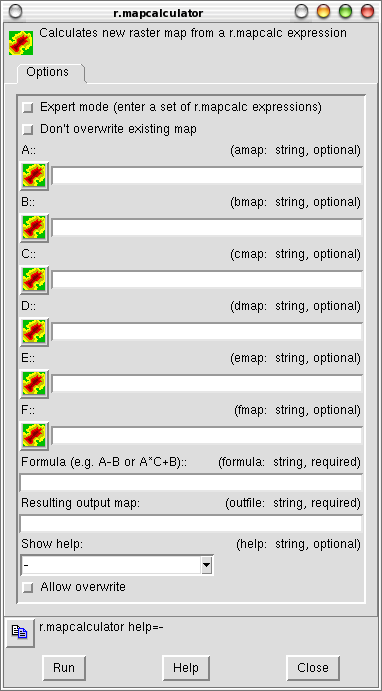 r.mapcalculator
Calculates new raster map from a r.mapcalc expression
Options
Expert mode (enter a set of r.mapcalc expressions)
Don't overwrite existing map
A:: (amap: string, optional)
B:: (bmap: string, optional)
C:: (cmap: string, optional)
D:: (dmap: string, optional)
E:: (emap: string, optional)
F:: (fmap: string, optional)
Formula (e.g. A-B or A*C+B):: (formula: string, required)
Resulting output map: (outfile: string, required)
Show help: (help: string, optional)
-
Allow overwrite
r.mapcalculator help=-
Run Help Close